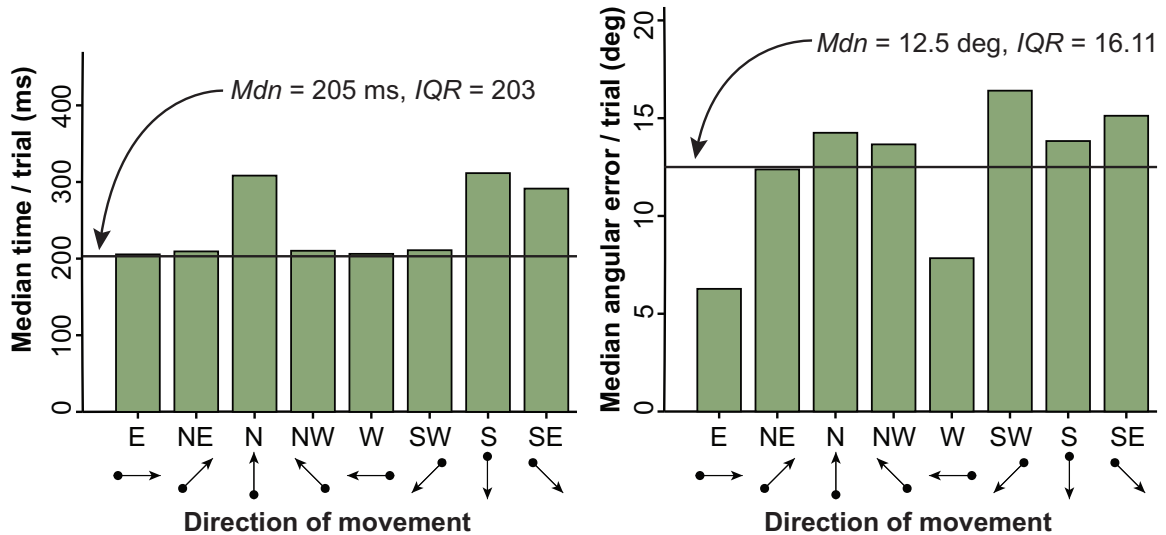 Median time / trial (ms)
400
300
200
100
0
Mdn = 205 ms, IQR = 203
E NE N NW W SW S SE
Direction of movement
Median angular error / trial (deg)
20
15
10
5
0
Mdn = 12.5 deg, IQR = 16.11
E NE N NW W SW S SE
Direction of movement